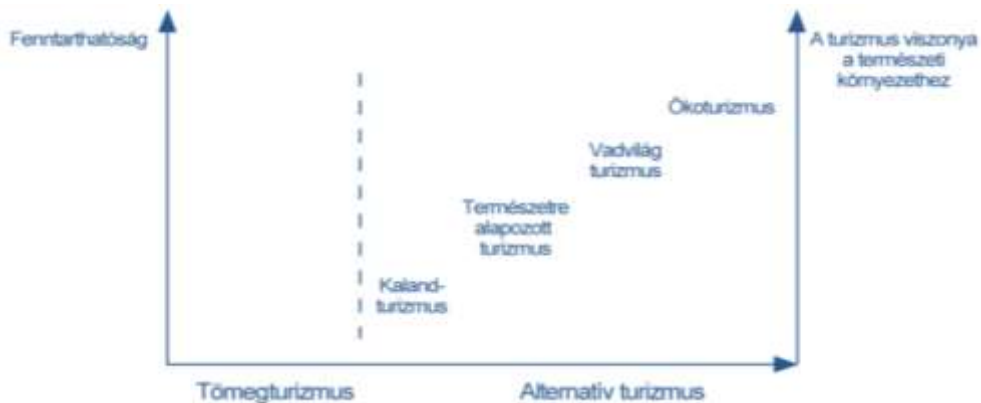 Fenntarthatóság
A turizmus viszonya
a természeti
környezethez
Ökoturizmus
Vadvilág
turizmus
Természetre
alapozott
turizmus
Kaland-
turizmus
Tömegturizmus
Alternatív turizmus